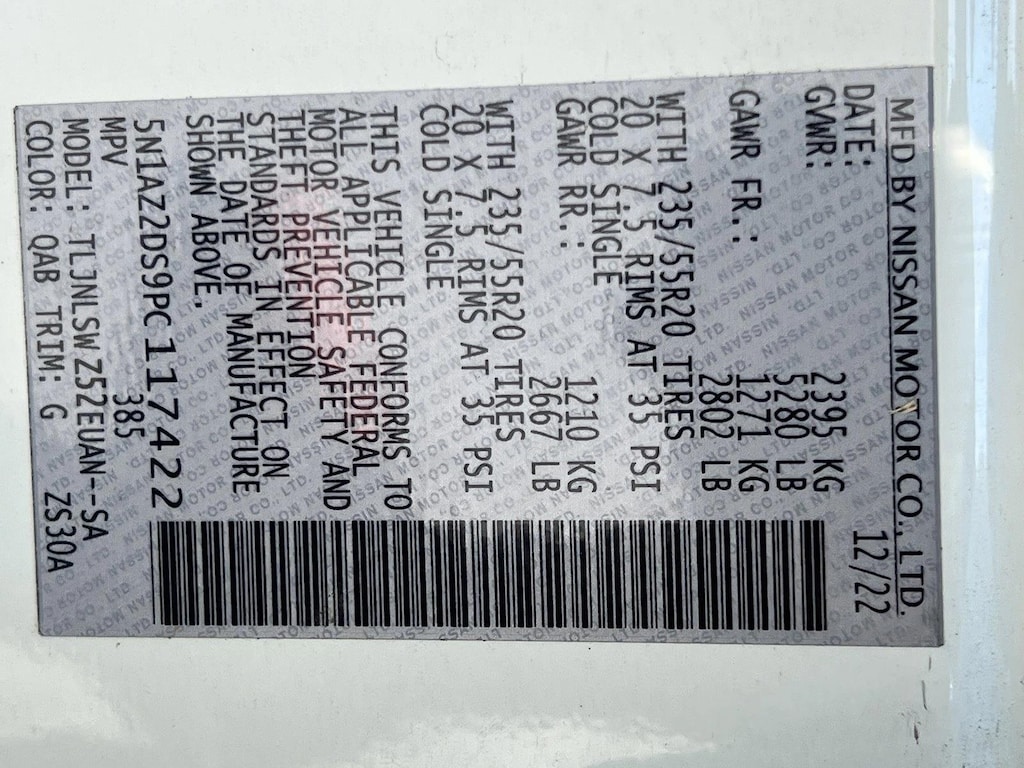 MFD BY NISSAN MOTOR CO., LTD.
DATE: 12/22
GVWR: 2395 KG
5280 LB
GAWR FR.: 1271 KG
2802 LB
WITH 235/55R20 TIRES
20 X 7.5 RIMS AT 35 PSI
COLD SINGLE
GAWR RR.: 1210 KG
2667 LB
WITH 235/55R20 TIRES
20 X 7.5 RIMS AT 35 PSI
COLD SINGLE
THIS VEHICLE CONFORMS TO
ALL APPLICABLE FEDERAL
MOTOR VEHICLE SAFETY AND
THEFT PREVENTION
STANDARDS IN EFFECT ON
THE DATE OF MANUFACTURE
SHOWN ABOVE.
5N1AZ2DS9PC117422
MPV 385
MODEL: TLJNLSWZ52EUAN--SA
COLOR: QAB TRIM: G ZS30A